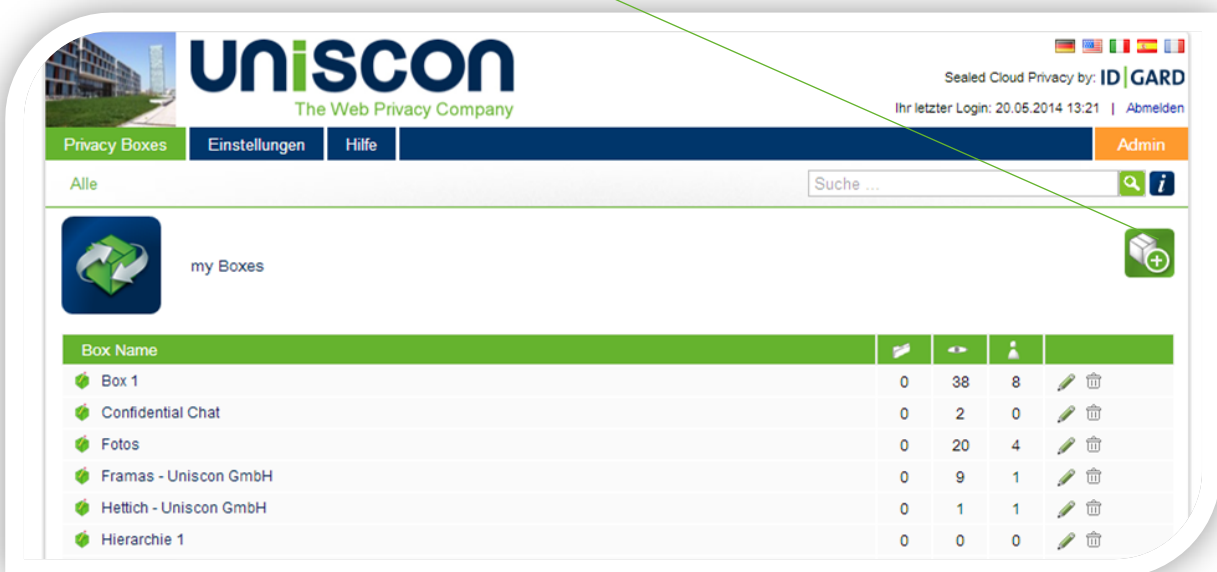 uniscon
The Web Privacy Company
Sealed Cloud Privacy by: ID|GARD
Ihr letzter Login: 20.05.2014 13:21 | Abmelden
Privacy Boxes Einstellungen Hilfe Admin
Alle Suche ... i
my Boxes
Box Name
Box 1 0 38 8
Confidential Chat 0 2 0
Fotos 0 20 4
Framas - Uniscon GmbH 0 9 1
Hettich - Uniscon GmbH 0 1 1
Hierarchie 1 0 0 0